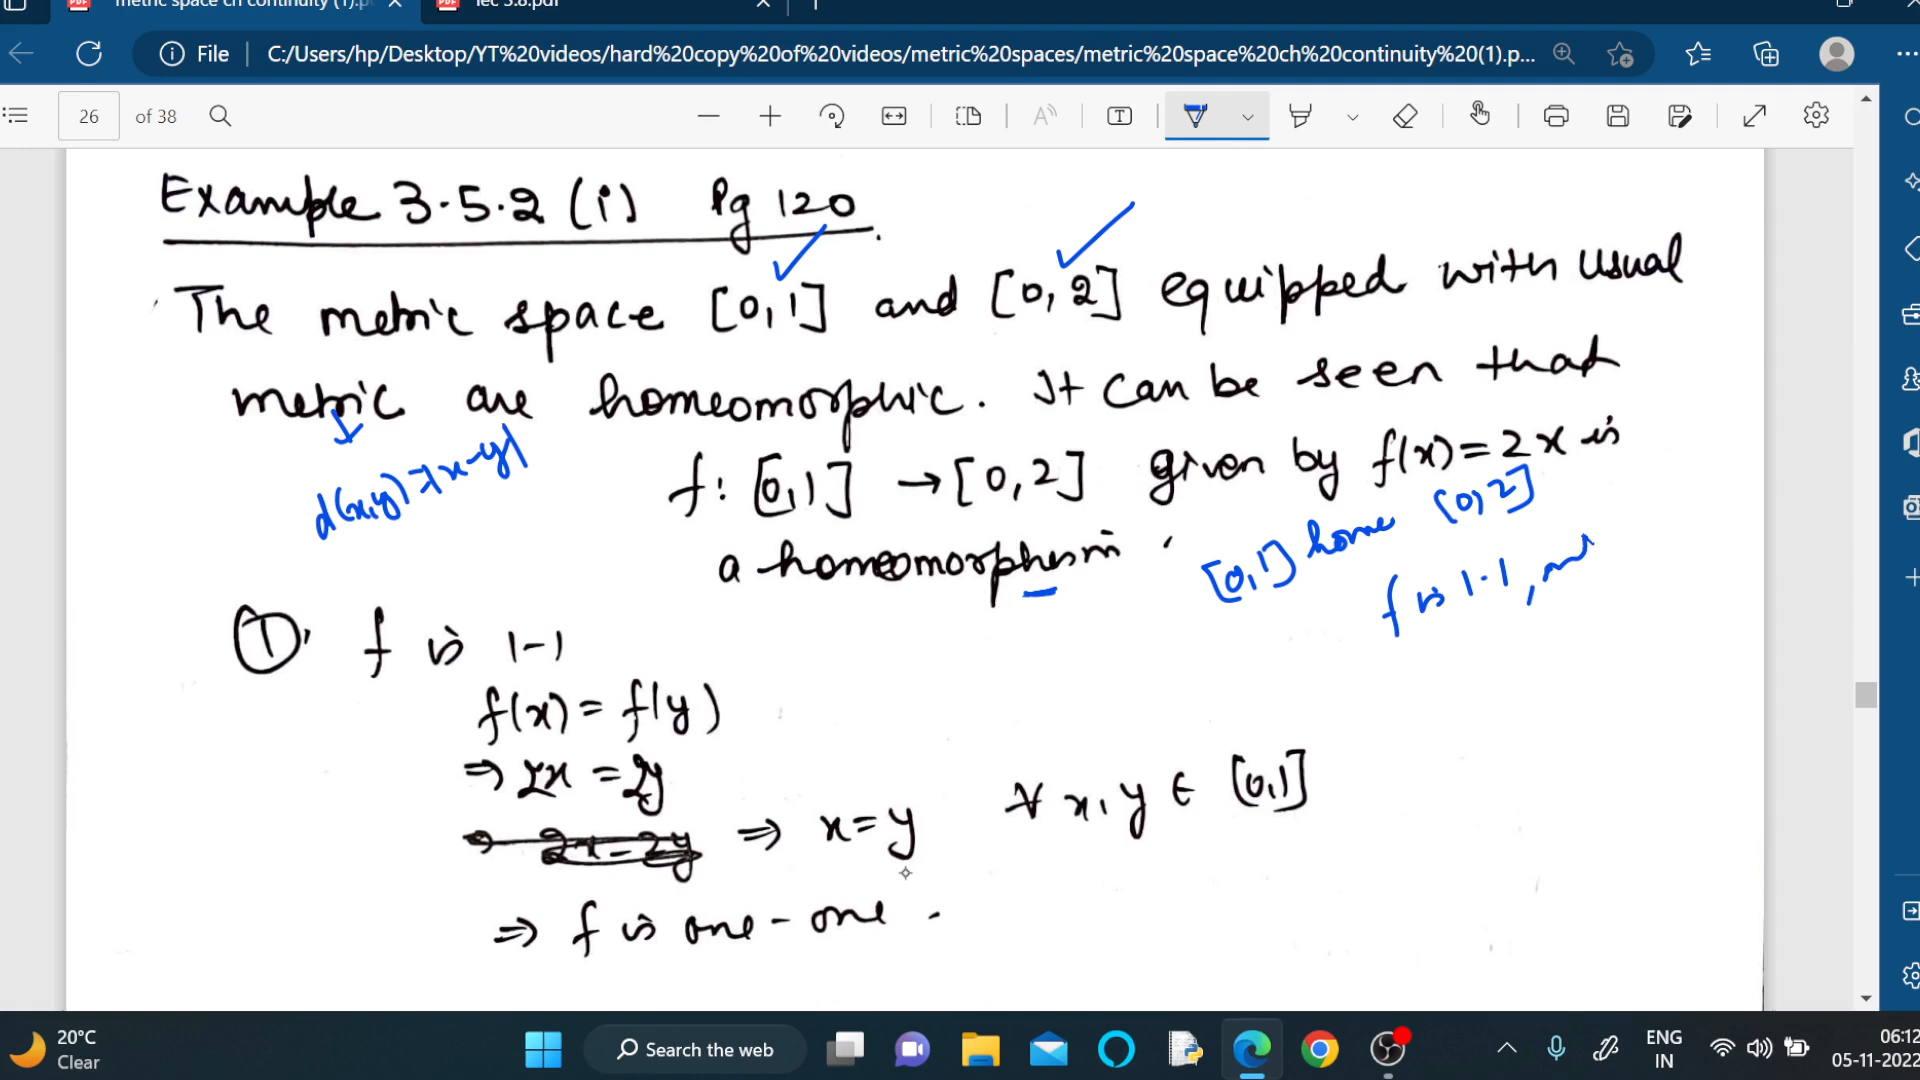 metric space ch continuity (1).p
lec 3.8.pdf
File C:/Users/hp/Desktop/YT%20videos/hard%20copy%20of%20videos/metric%20spaces/metric%20space%20ch%20continuity%20(1).p...
26 of 38
Example 3.5.2 (i) Pg 120
The metric space [0,1] and [0,2] equipped with usual
metric are homeomorphic. It can be seen that
d(x,y)=|x-y|
f: [0,1] → [0,2] given by f(x)=2x is
a homeomorphism.
[0,1] home [0,2]
f is 1-1,
①. f is 1-1
f(x) = f(y)
⇒ 2x = 2y
⇒ 2x = 2y ⇒ x = y ∀ x, y ∈ [0,1]
⇒ f is one-one.
20°C
Clear
Search the web
ENG
IN
06:12
05-11-2022